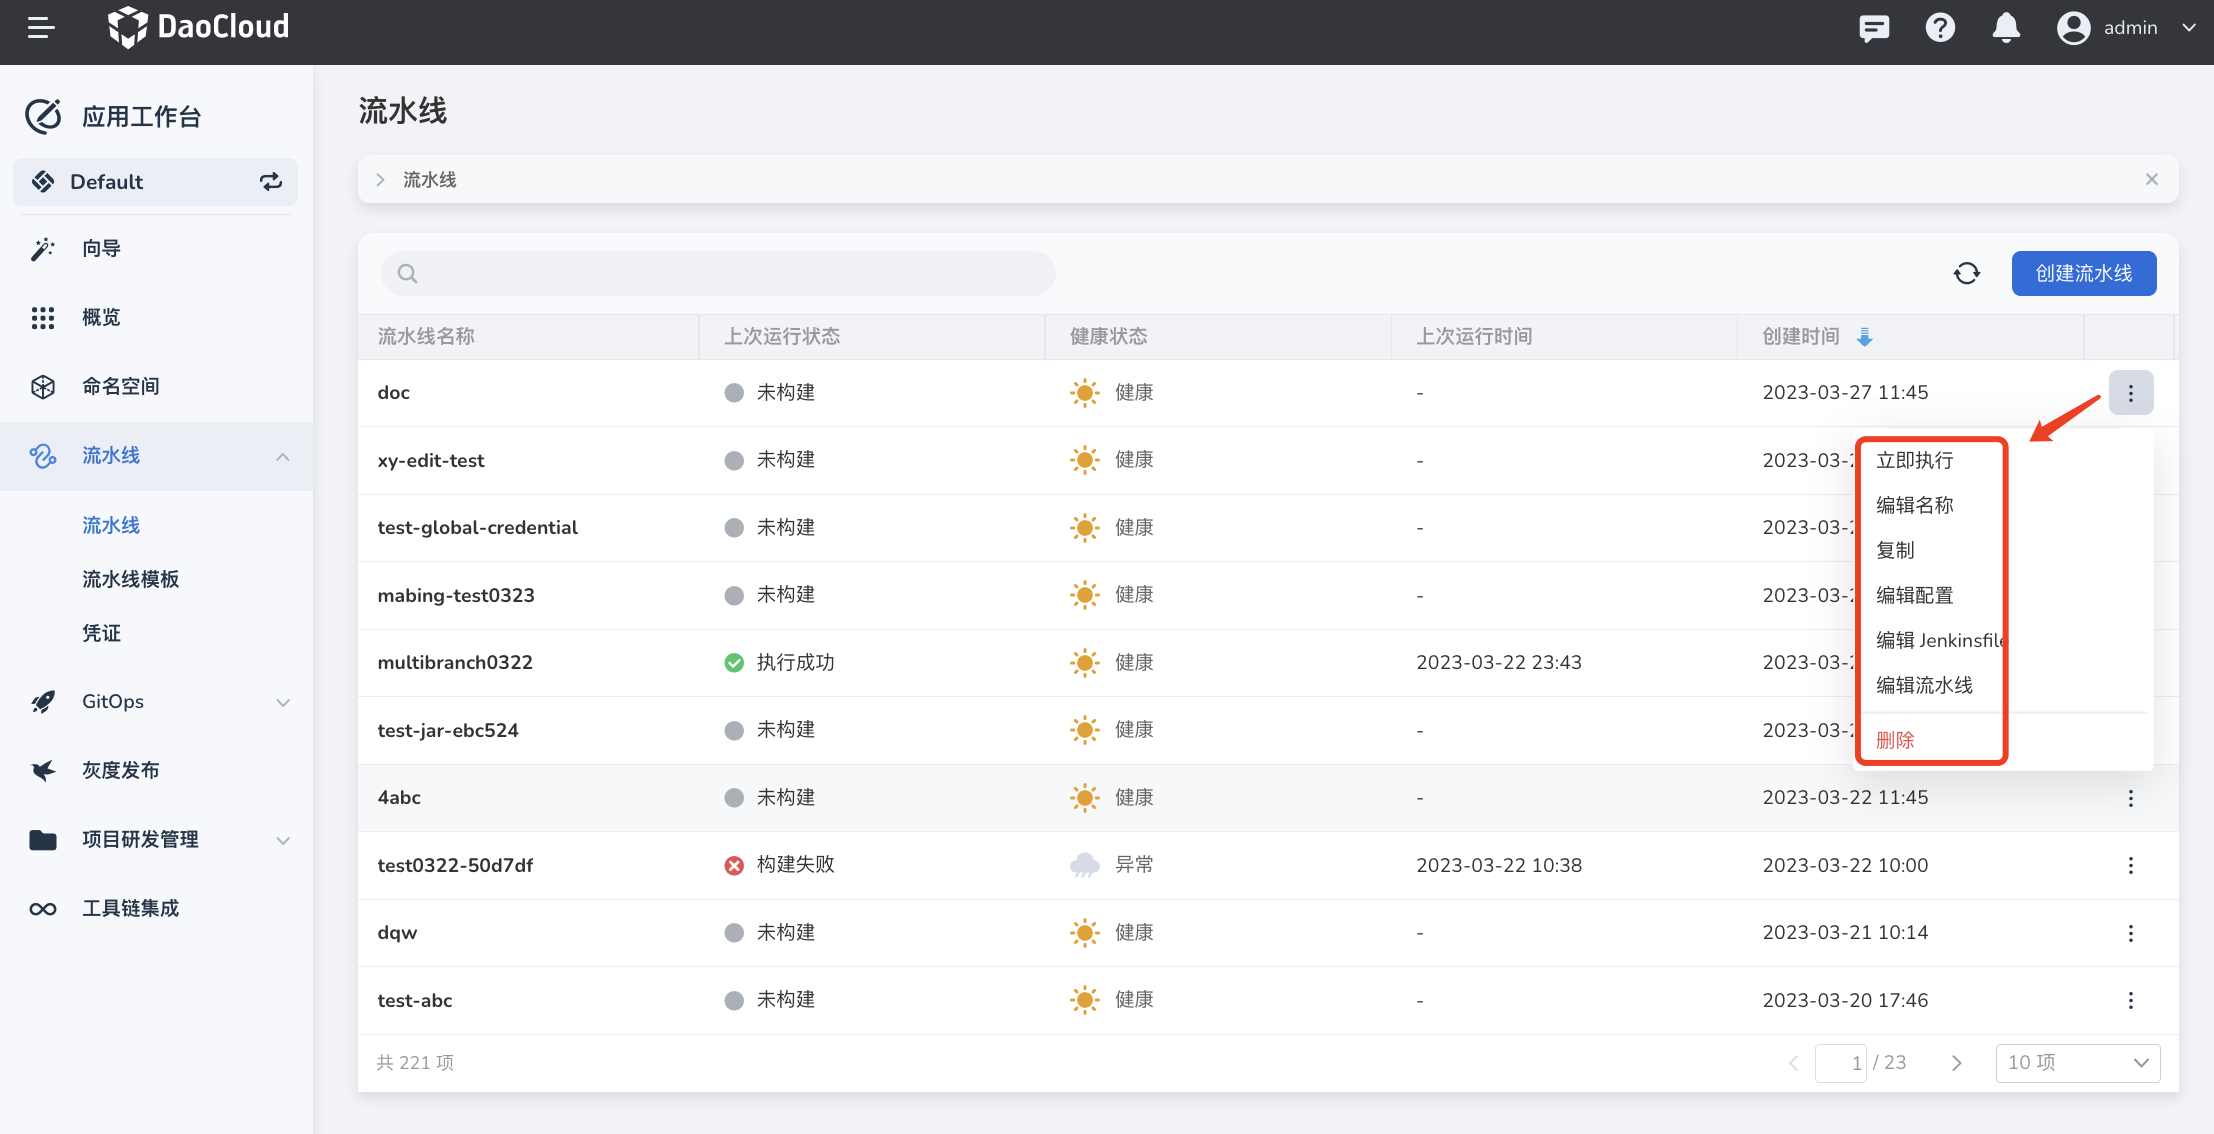 DaoCloud
admin
应用工作台
Default
向导
概览
命名空间
流水线
流水线
流水线模板
凭证
GitOps
灰度发布
项目研发管理
工具链集成
流水线
流水线
创建流水线
流水线名称 上次运行状态 健康状态 上次运行时间 创建时间
doc 未构建 健康 - 2023-03-27 11:45
xy-edit-test 未构建 健康 - 2023-03-2
test-global-credential 未构建 健康 - 2023-03-2
mabing-test0323 未构建 健康 - 2023-03-2
multibranch0322 执行成功 健康 2023-03-22 23:43 2023-03-2
test-jar-ebc524 未构建 健康 - 2023-03-2
4abc 未构建 健康 - 2023-03-22 11:45
test0322-50d7df 构建失败 异常 2023-03-22 10:38 2023-03-22 10:00
dqw 未构建 健康 - 2023-03-21 10:14
test-abc 未构建 健康 - 2023-03-20 17:46
立即执行
编辑名称
复制
编辑配置
编辑 Jenkinsfile
编辑流水线
删除
共 221 项
1 / 23
10 项